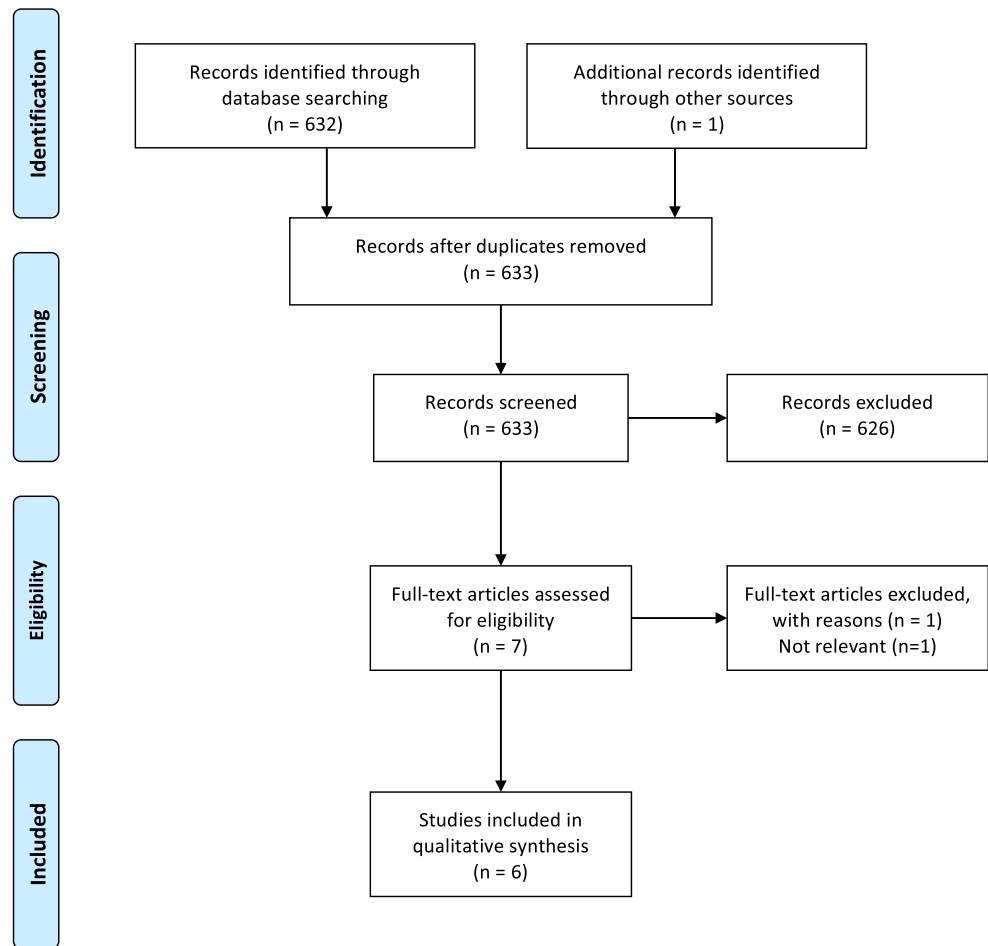 Identification
Records identified through
database searching
(n = 632)
Additional records identified
through other sources
(n = 1)
Records after duplicates removed
(n = 633)
Screening
Records screened
(n = 633)
Records excluded
(n = 626)
Eligibility
Full-text articles assessed
for eligibility
(n = 7)
Full-text articles excluded,
with reasons (n = 1)
Not relevant (n=1)
Included
Studies included in
qualitative synthesis
(n = 6)